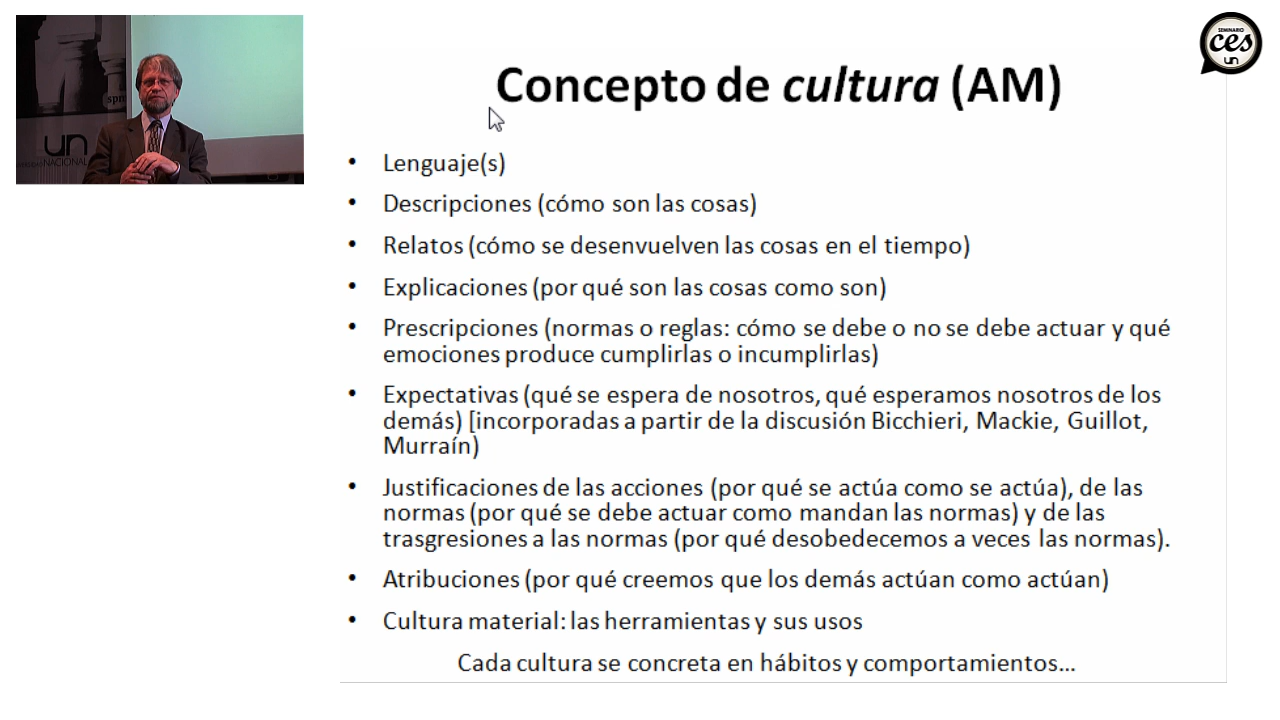 SEMINARIO
ces
un
Concepto de cultura (AM)
spm
un
NACIONAL
• Lenguaje(s)
• Descripciones (cómo son las cosas)
• Relatos (cómo se desenvuelven las cosas en el tiempo)
• Explicaciones (por qué son las cosas como son)
• Prescripciones (normas o reglas: cómo se debe o no se debe actuar y qué
emociones produce cumplirlas o incumplirlas)
• Expectativas (qué se espera de nosotros, qué esperamos nosotros de los
demás) [incorporadas a partir de la discusión Bicchieri, Mackie, Guillot,
Murraín)
• Justificaciones de las acciones (por qué se actúa como se actúa), de las
normas (por qué se debe actuar como mandan las normas) y de las
trasgresiones a las normas (por qué desobedecemos a veces las normas).
• Atribuciones (por qué creemos que los demás actúan como actúan)
• Cultura material: las herramientas y sus usos
Cada cultura se concreta en hábitos y comportamientos...